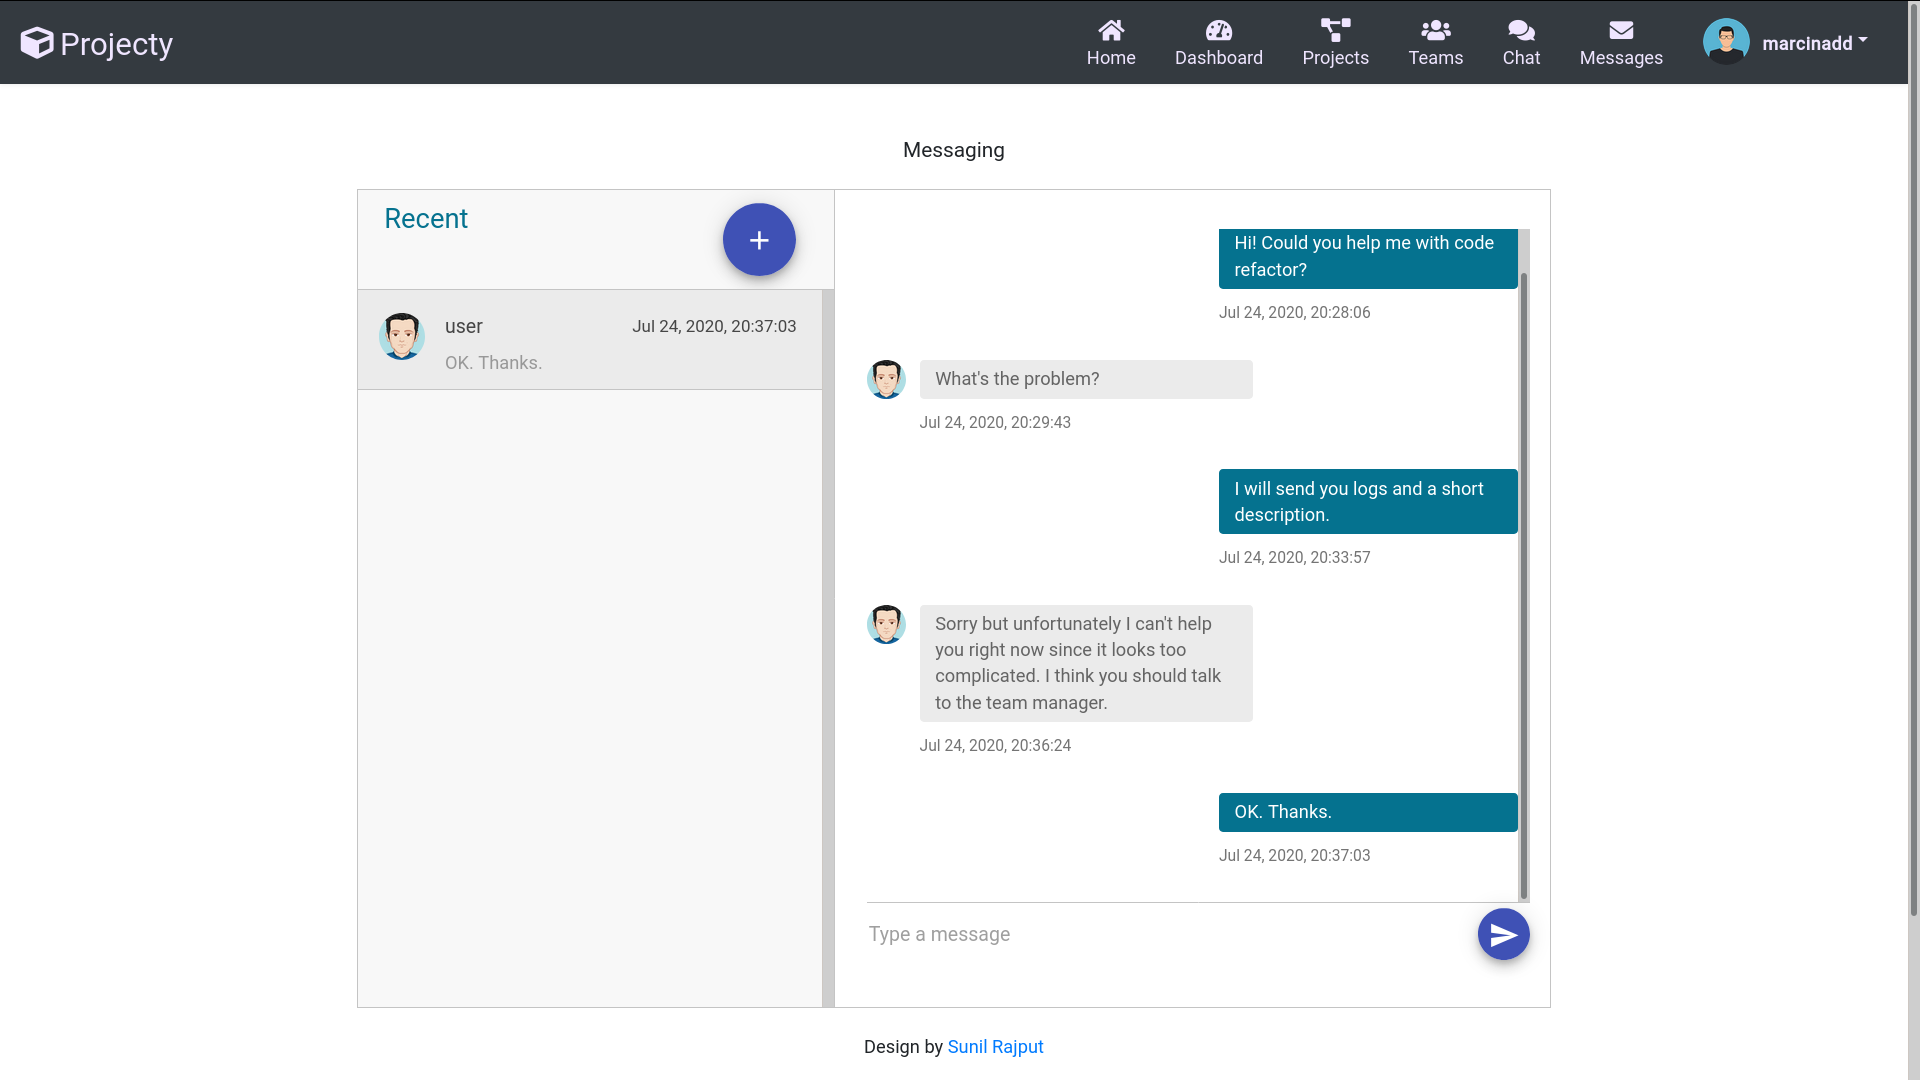 Projecty
Home
Dashboard
Projects
Teams
Chat
Messages
marcinadd
Messaging
Recent
+
user
Jul 24, 2020, 20:37:03
OK. Thanks.
Hi! Could you help me with code
refactor?
Jul 24, 2020, 20:28:06
What's the problem?
Jul 24, 2020, 20:29:43
I will send you logs and a short
description.
Jul 24, 2020, 20:33:57
Sorry but unfortunately I can't help
you right now since it looks too
complicated. I think you should talk
to the team manager.
Jul 24, 2020, 20:36:24
OK. Thanks.
Jul 24, 2020, 20:37:03
Type a message
Design by Sunil Rajput